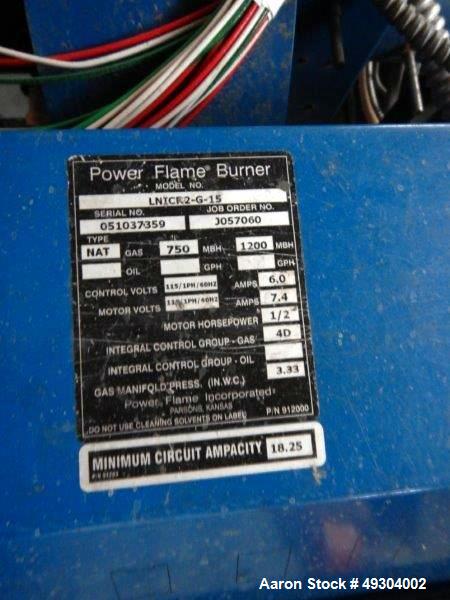 Power Flame Burner
MODEL NO.
LNICR2-G-15
SERIAL NO. JOB ORDER NO.
051037359 J057060
TYPE
NAT GAS 750 MBH 1200 MBH
OIL GPH GPH
CONTROL VOLTS 115/1PH/60HZ AMPS 6.0
MOTOR VOLTS 115/1PH/60HZ AMPS 7.4
MOTOR HORSEPOWER 1/2
INTEGRAL CONTROL GROUP - GAS 4D
INTEGRAL CONTROL GROUP - OIL
GAS MANIFOLD PRESS. (IN.W.C.) 3.33
Power Flame Incorporated
PARSONS, KANSAS
DO NOT USE CLEANING SOLVENTS ON LABEL P/N 912000
MINIMUM CIRCUIT AMPACITY 18.25
Aaron Stock # 49304002